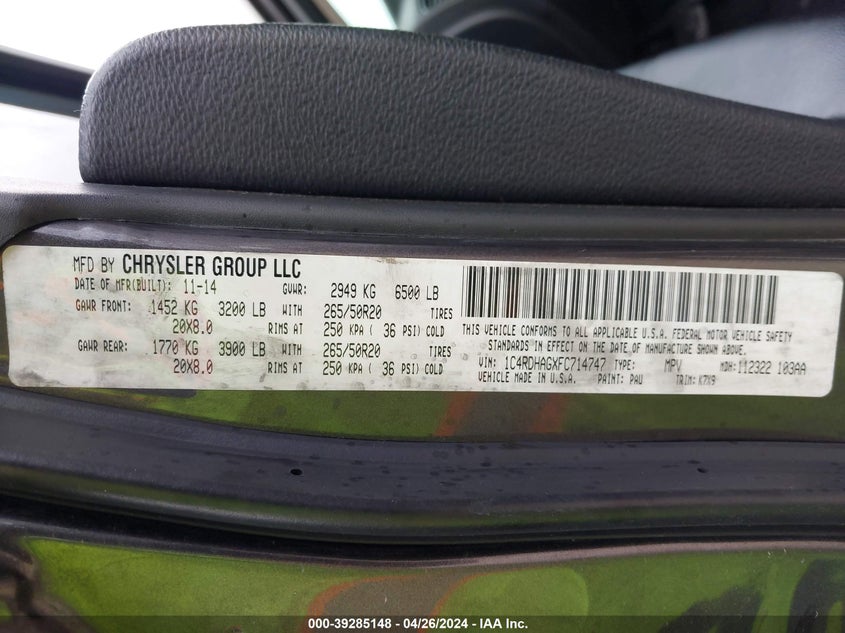 MFD BY CHRYSLER GROUP LLC
DATE OF MFR(BUILT): 11-14 GVWR: 2949 KG 6500 LB
GAWR FRONT: 1452 KG 3200 LB WITH 265/50R20 TIRES
20X8.0 RIMS AT 250 KPA ( 36 PSI) COLD
GAWR REAR: 1770 KG 3900 LB WITH 265/50R20 TIRES
20X8.0 RIMS AT 250 KPA ( 36 PSI) COLD
THIS VEHICLE CONFORMS TO ALL APPLICABLE U.S.A. FEDERAL MOTOR VEHICLE SAFETY
STANDARDS IN EFFECT ON THE DATE OF MANUFACTURE SHOWN ABOVE.
VIN: 1C4RDHAGXFC714747 TYPE: MPV MDH: 112322 103AA
VEHICLE MADE IN U.S.A. PAINT: PAU TRIM: K7X9
000-39285148 - 04/26/2024 - IAA Inc.